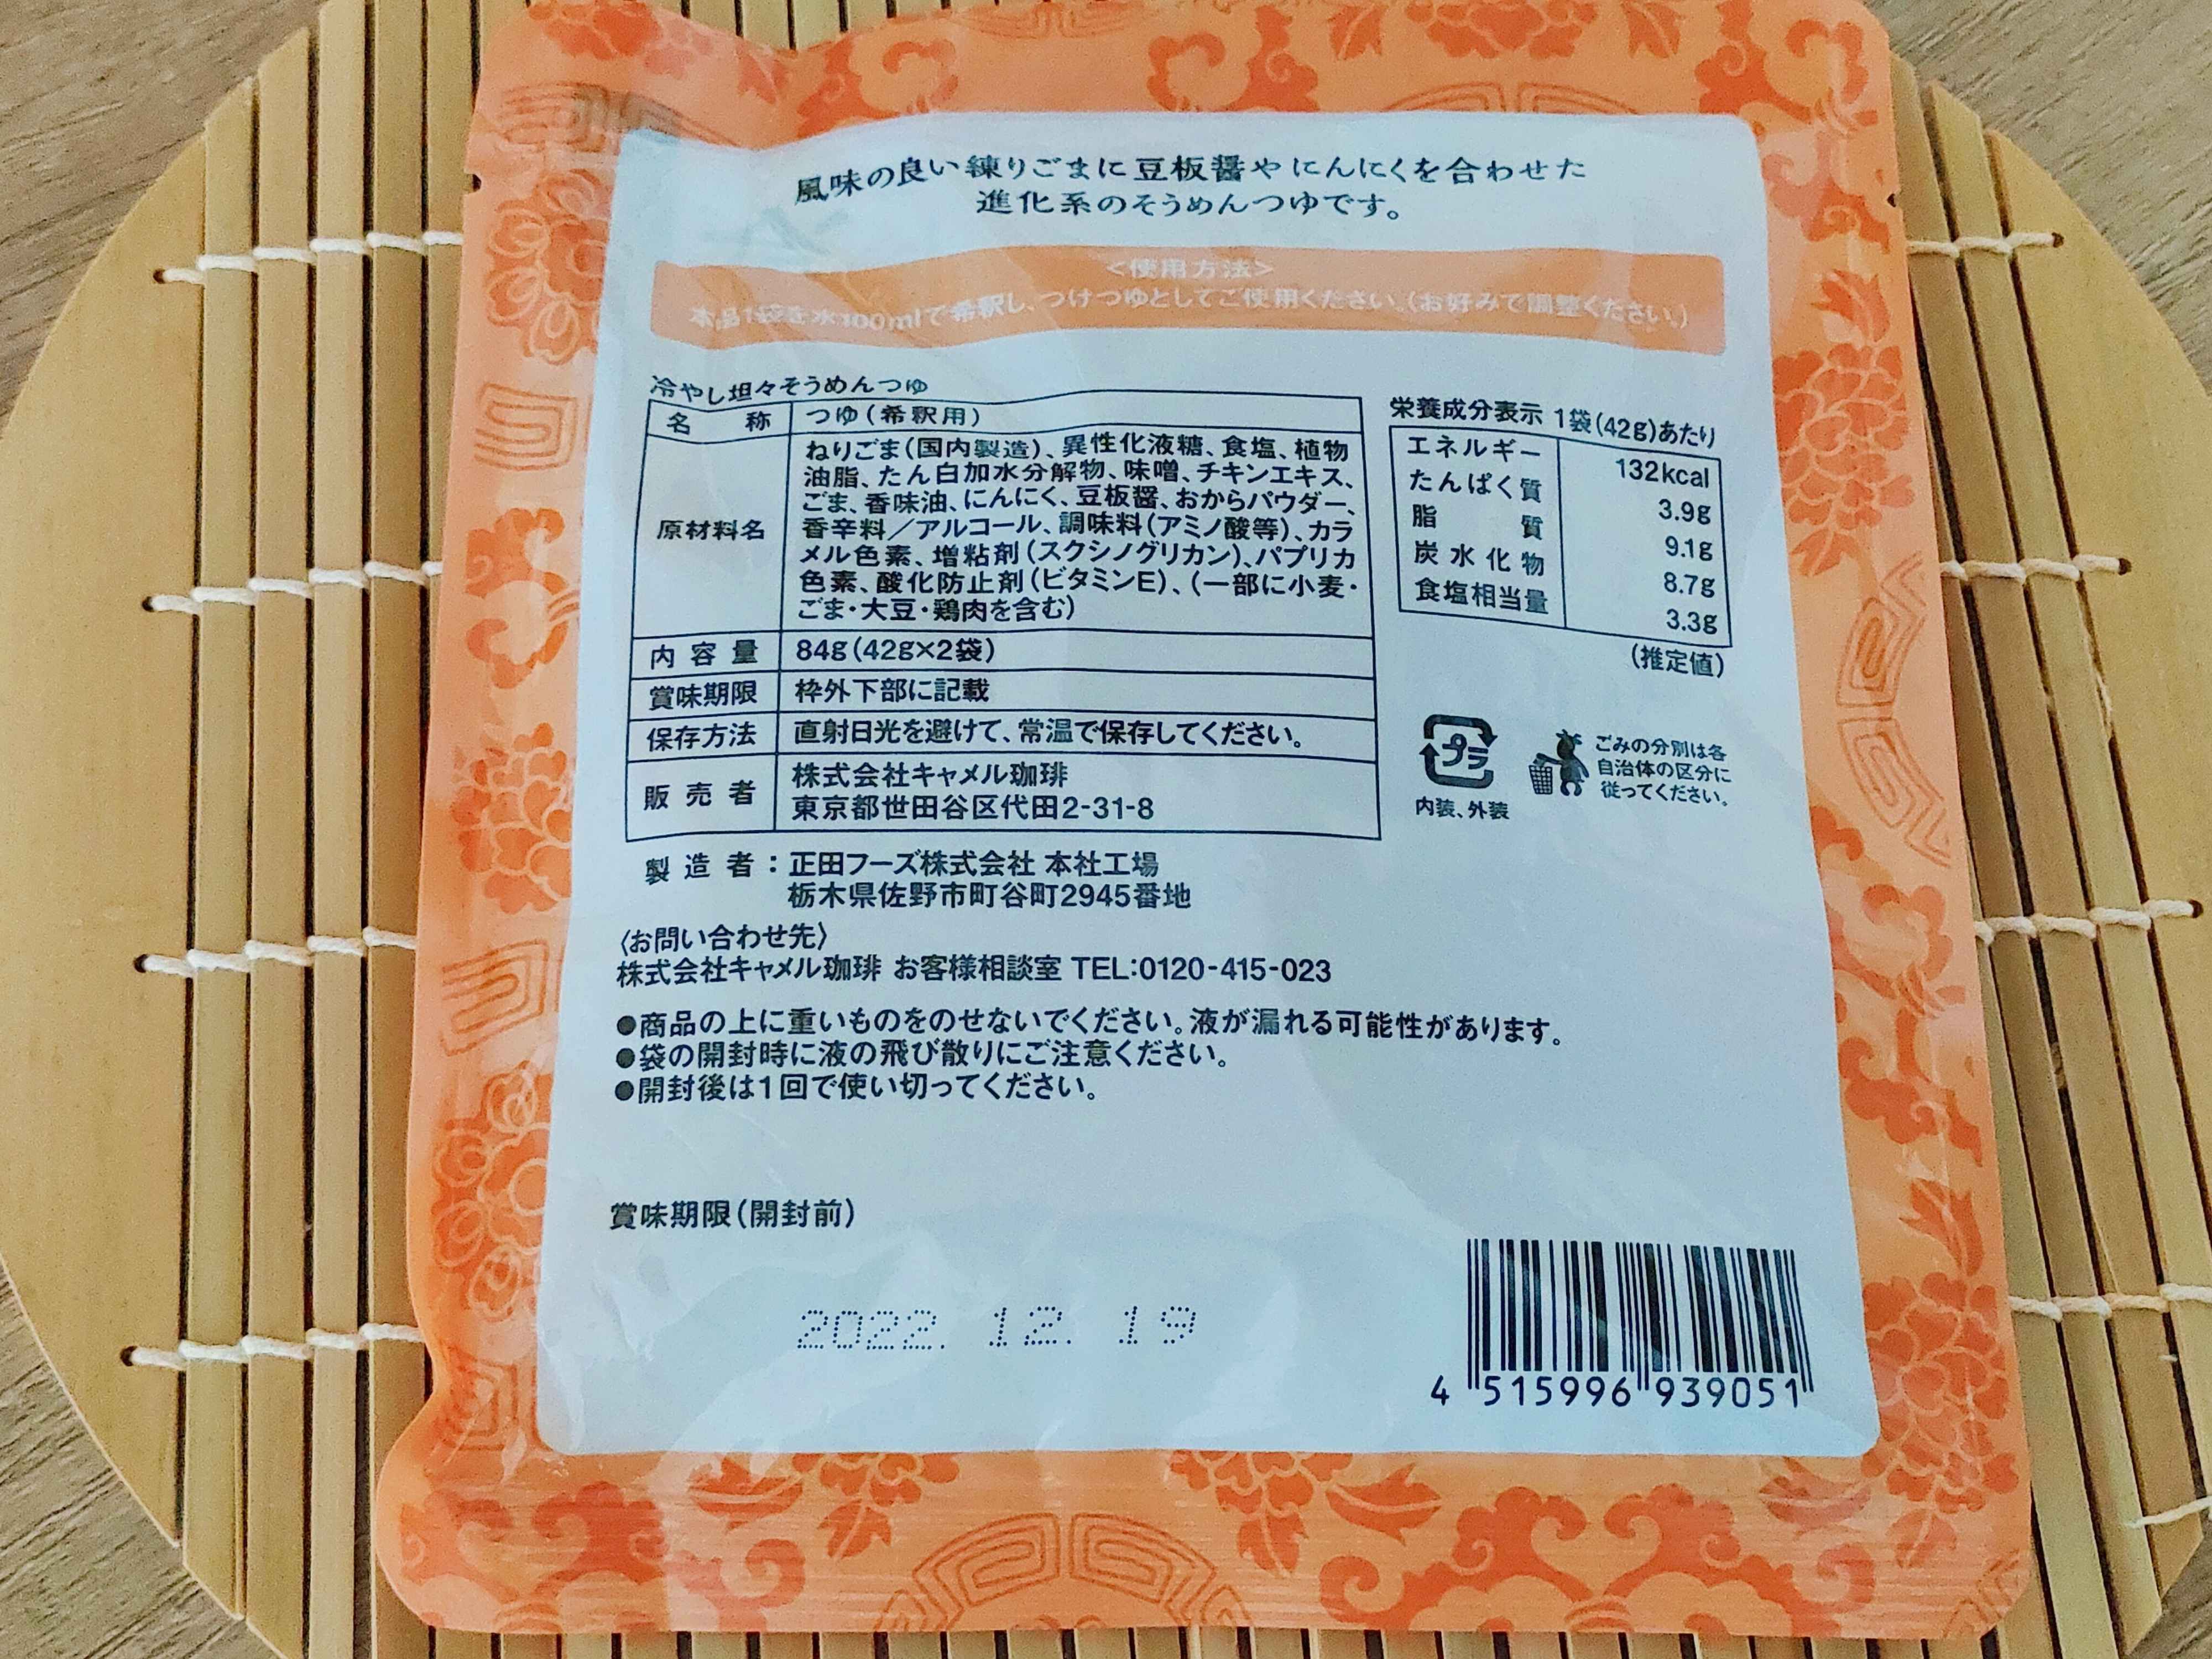 風味の良い練りごまに豆板醤やにんにくを合わせた
進化系のそうめんつゆです。
<使用方法>
本品1袋を水100mlで希釈し、つけつゆとしてご使用ください。(お好みで調整ください。)
冷やし坦々そうめんつゆ
名 称 つゆ(希釈用)
原材料名
ねりごま(国内製造)、異性化液糖、食塩、植物
油脂、たん白加水分解物、味噌、チキンエキス、
ごま、香味油、にんにく、豆板醤、おからパウダー、
香辛料/アルコール、調味料(アミノ酸等)、カラ
メル色素、増粘剤(スクシノグリカン)、パプリカ
色素、酸化防止剤(ビタミンE)、(一部に小麦・
ごま・大豆・鶏肉を含む)
内容量 84g(42g×2袋)
賞味期限 枠外下部に記載
保存方法 直射日光を避けて、常温で保存してください。
販売者 株式会社キャメル珈琲
東京都世田谷区代田2-31-8
製造者:正田フーズ株式会社 本社工場
栃木県佐野市町谷町2945番地
栄養成分表示 1袋(42g)あたり
エネルギー 132kcal
たんぱく質 3.9g
脂質 9.1g
炭水化物 8.7g
食塩相当量 3.3g
(推定値)
プラ
内装、外装
ごみの分別は各
自治体の区分に
従ってください。
〈お問い合わせ先〉
株式会社キャメル珈琲 お客様相談室 TEL:0120-415-023
●商品の上に重いものをのせないでください。液が漏れる可能性があります。
●袋の開封時に液の飛び散りにご注意ください。
●開封後は1回で使い切ってください。
賞味期限(開封前)
2022. 12. 19
4 515996 939051